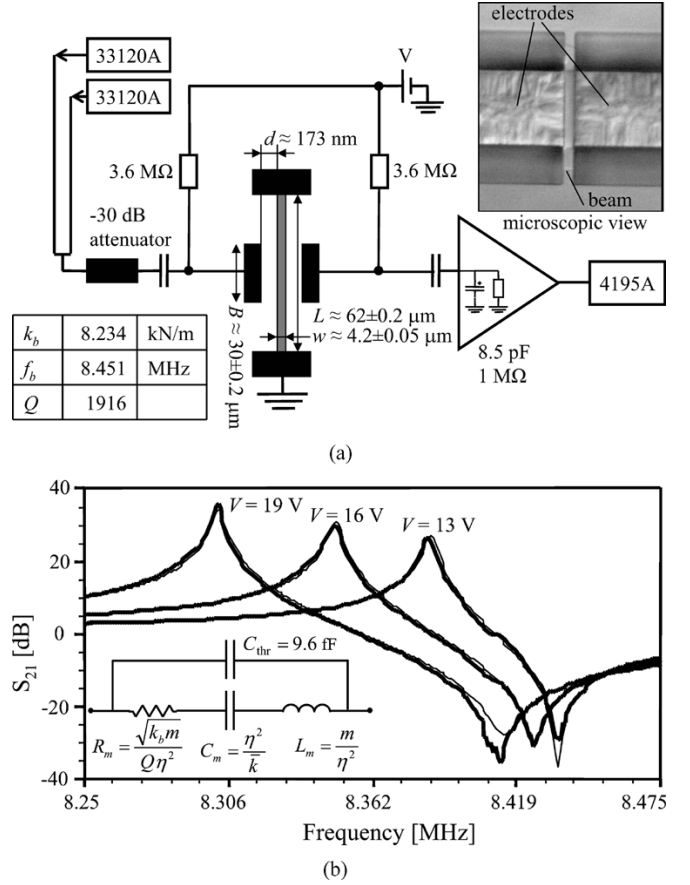 (a)
33120A
33120A
V
electrodes
beam
microscopic view
d ≈ 173 nm
3.6 MΩ
3.6 MΩ
-30 dB
attenuator
B ≈ 30±0.2 μm
L ≈ 62±0.2 μm
w ≈ 4.2±0.05 μm
4195A
8.5 pF
1 MΩ
k_b 8.234 kN/m
f_b 8.451 MHz
Q 1916
(a)
40
20
0
-20
-40
S_21 [dB]
V = 19 V
V = 16 V
V = 13 V
C_thr = 9.6 fF
R_m = √(k_b m) / Qη²
C_m = η² / k̄
L_m = m / η²
8.25 8.306 8.362 8.419 8.475
Frequency [MHz]
(b)
(b)